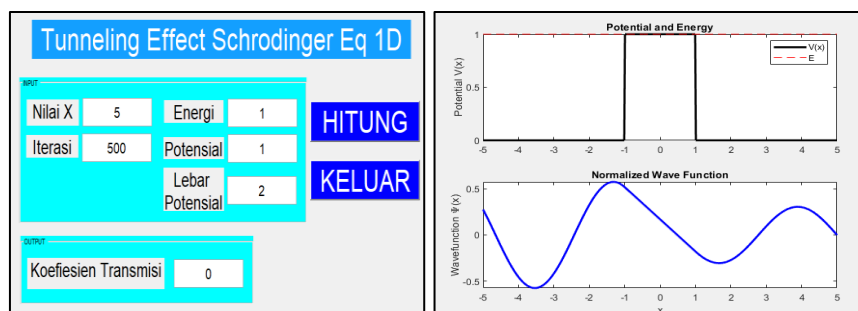 Tunneling Effect Schrodinger Eq 1D
INPUT
Nilai X 5
Energi 1
Iterasi 500
Potensial 1
Lebar Potensial 2
HITUNG
KELUAR
OUTPUT
Koefiesien Transmisi 0
Potential and Energy
Potential V(x)
1
0.5
0
V(x)
E
-5 -4 -3 -2 -1 0 1 2 3 4 5
Normalized Wave Function
Wavefunction Ψ(x)
0.5
0
-0.5
-5 -4 -3 -2 -1 0 1 2 3 4 5
x